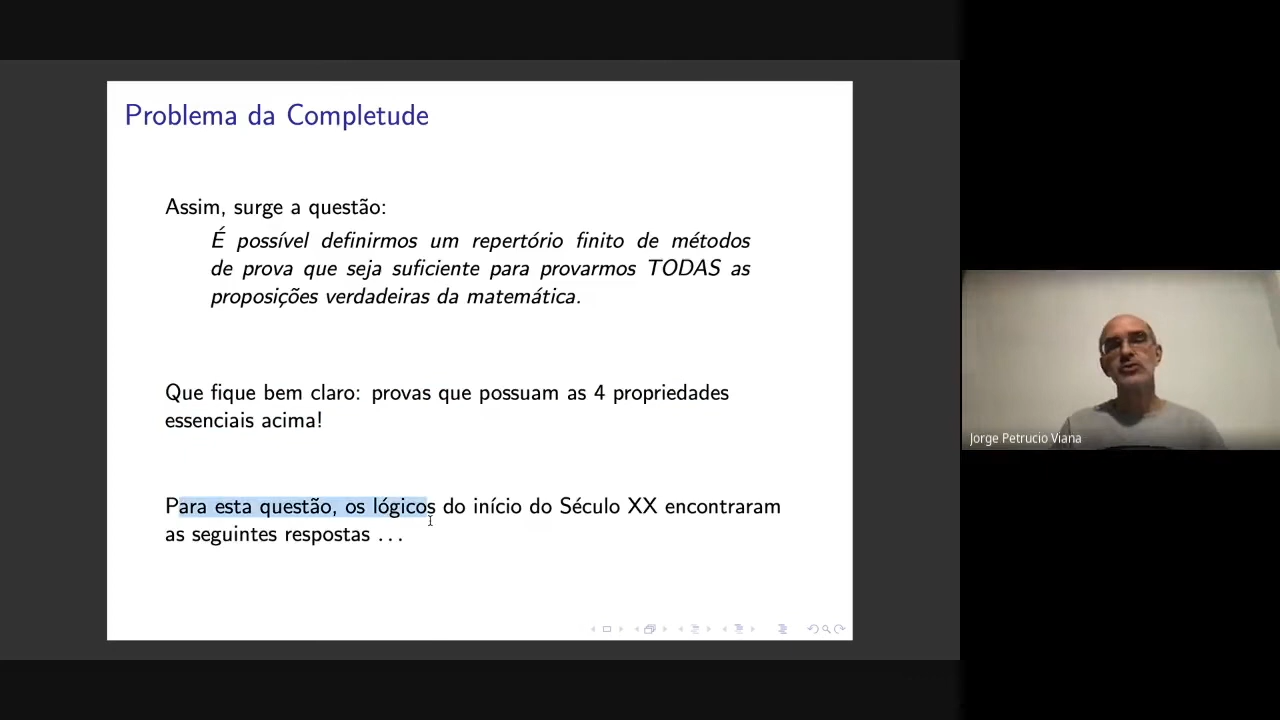 Problema da Completude
Assim, surge a questão:
É possível definirmos um repertório finito de métodos
de prova que seja suficiente para provarmos TODAS as
proposições verdadeiras da matemática.
Que fique bem claro: provas que possuam as 4 propriedades
essenciais acima!
Para esta questão, os lógicos do início do Século XX encontraram
as seguintes respostas . . .
Jorge Petrucio Viana